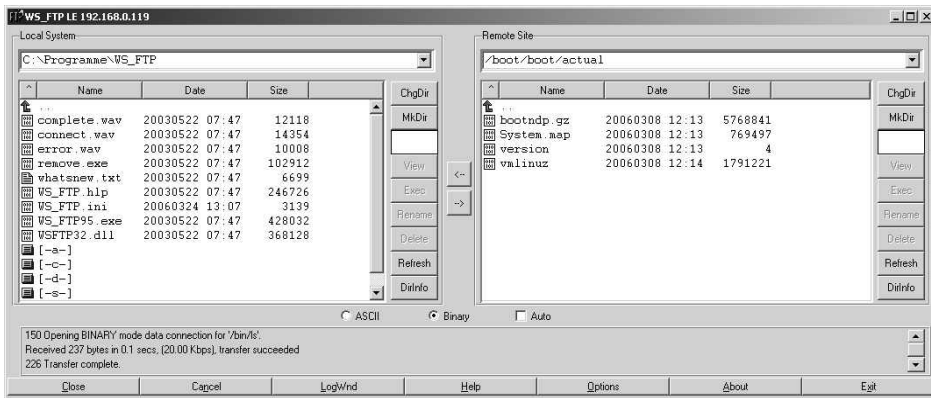 WS_FTP LE 192.168.0.119
Local System
C:\Programme\WS_FTP
^ Name Date Size
..
complete.wav 20030522 07:47 12118
connect.wav 20030522 07:47 14354
error.wav 20030522 07:47 10008
remove.exe 20030522 07:47 102912
whatsnew.txt 20030522 07:47 6699
WS_FTP.hlp 20030522 07:47 246726
WS_FTP.ini 20060324 13:07 3139
WS_FTP95.exe 20030522 07:47 428032
WSFTP32.dll 20030522 07:47 368128
[-a-]
[-c-]
[-d-]
[-s-]
ChgDir
MkDir
View
Exec
Rename
Delete
Refresh
DirInfo
<--
-->
Remote Site
/boot/boot/actual
^ Name Date Size
..
bootndp.gz 20060308 12:13 5768841
System.map 20060308 12:13 769497
version 20060308 12:13 4
vmlinuz 20060308 12:14 1791221
ChgDir
MkDir
View
Exec
Rename
Delete
Refresh
DirInfo
ASCII Binary Auto
150 Opening BINARY mode data connection for '/bin/ls'.
Received 237 bytes in 0.1 secs, (20.00 Kbps), transfer succeeded
226 Transfer complete.
Close Cancel LogWnd Help Options About Exit